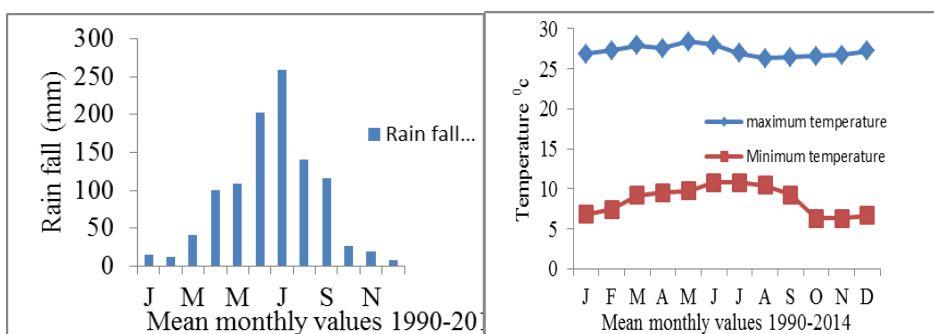 300
250
200
150
100
50
0
Rain fall (mm)
Rain fall...
J M M J S N
Mean monthly values 1990-201
30
25
20
15
10
5
0
Temperature ⁰c
maximum temperature
Minimum temperature
J F M A M J J A S O N D
Mean monthly values 1990-2014